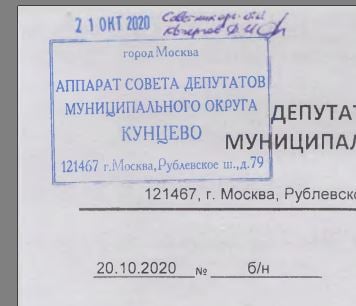 21 ОКТ 2020
город Москва
АППАРАТ СОВЕТА ДЕПУТАТОВ
МУНИЦИПАЛЬНОГО ОКРУГА
КУНЦЕВО
121467 г.Москва,Рублевское ш.,д.79
ДЕПУТАТ
МУНИЦИПАЛ
121467, г. Москва, Рублевско
20.10.2020 № б/н